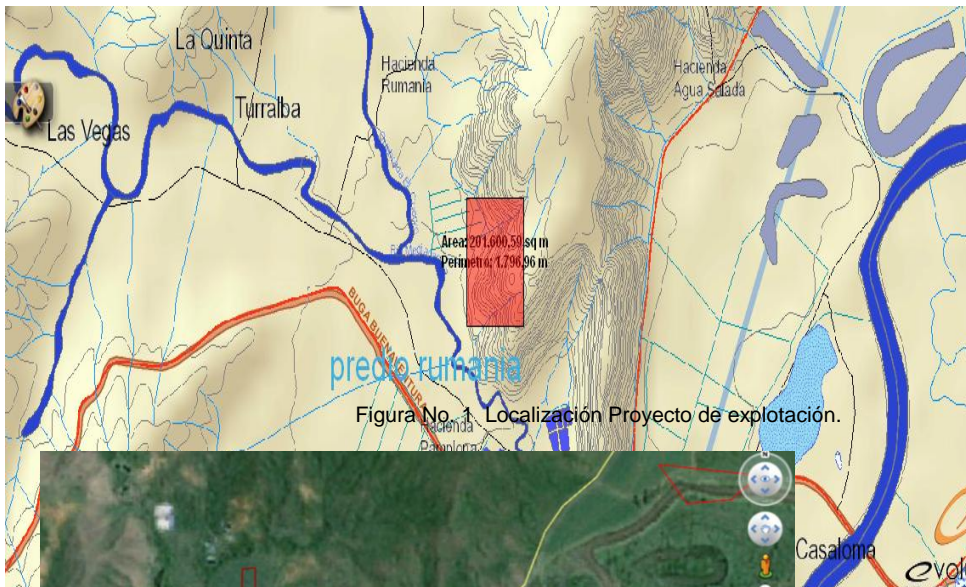 La Quinta
Hacienda
Rumania
Hacienda
Agua Salada
Turralba
Las Vegas
Area: 201.600,59 sq m
Perimetro: 1.796,96 m
BUGA BUENAVENTURA
predio rumania
Figura No. 1 Localización Proyecto de explotación.
Hacienda
Pamplona
N
Casaloma